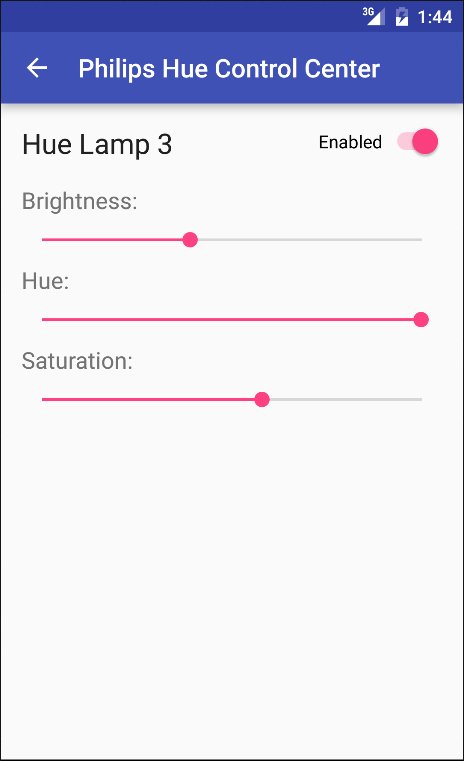 3G 1:44
Philips Hue Control Center
Hue Lamp 3 Enabled
Brightness:
Hue:
Saturation: